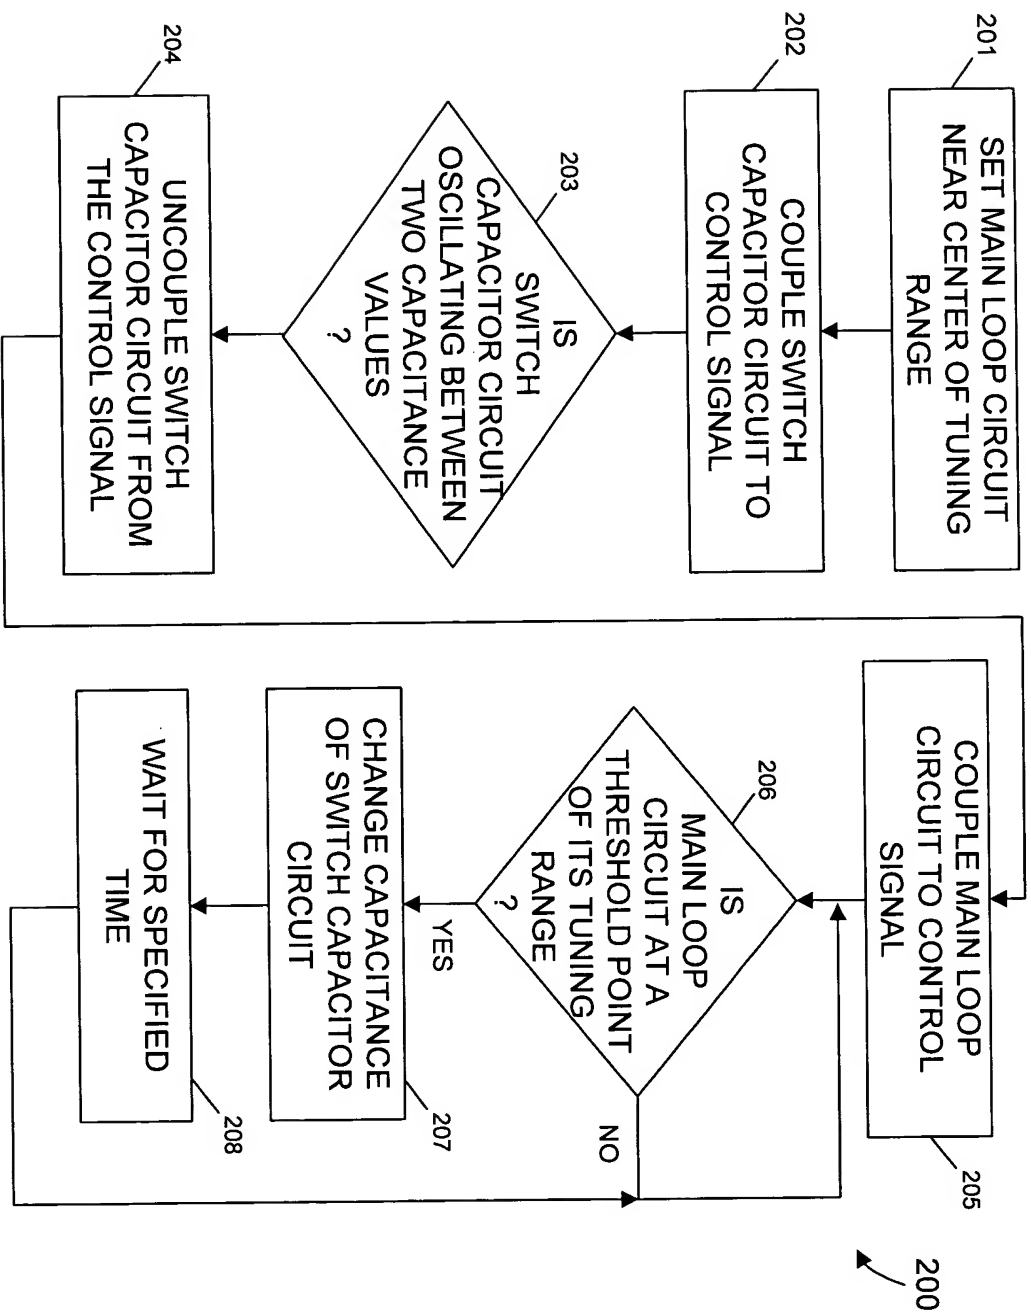 200
201
SET MAIN LOOP CIRCUIT
NEAR CENTER OF TUNING
RANGE
202
COUPLE SWITCH
CAPACITOR CIRCUIT TO
CONTROL SIGNAL
203
IS
SWITCH
CAPACITOR CIRCUIT
OSCILLATING BETWEEN
TWO CAPACITANCE
VALUES
?
204
UNCOUPLE SWITCH
CAPACITOR CIRCUIT FROM
THE CONTROL SIGNAL
205
COUPLE MAIN LOOP
CIRCUIT TO CONTROL
SIGNAL
206
IS
MAIN LOOP
CIRCUIT AT A
THRESHOLD POINT
OF ITS TUNING
RANGE
?
NO
YES
207
CHANGE CAPACITANCE
OF SWITCH CAPACITOR
CIRCUIT
208
WAIT FOR SPECIFIED
TIME